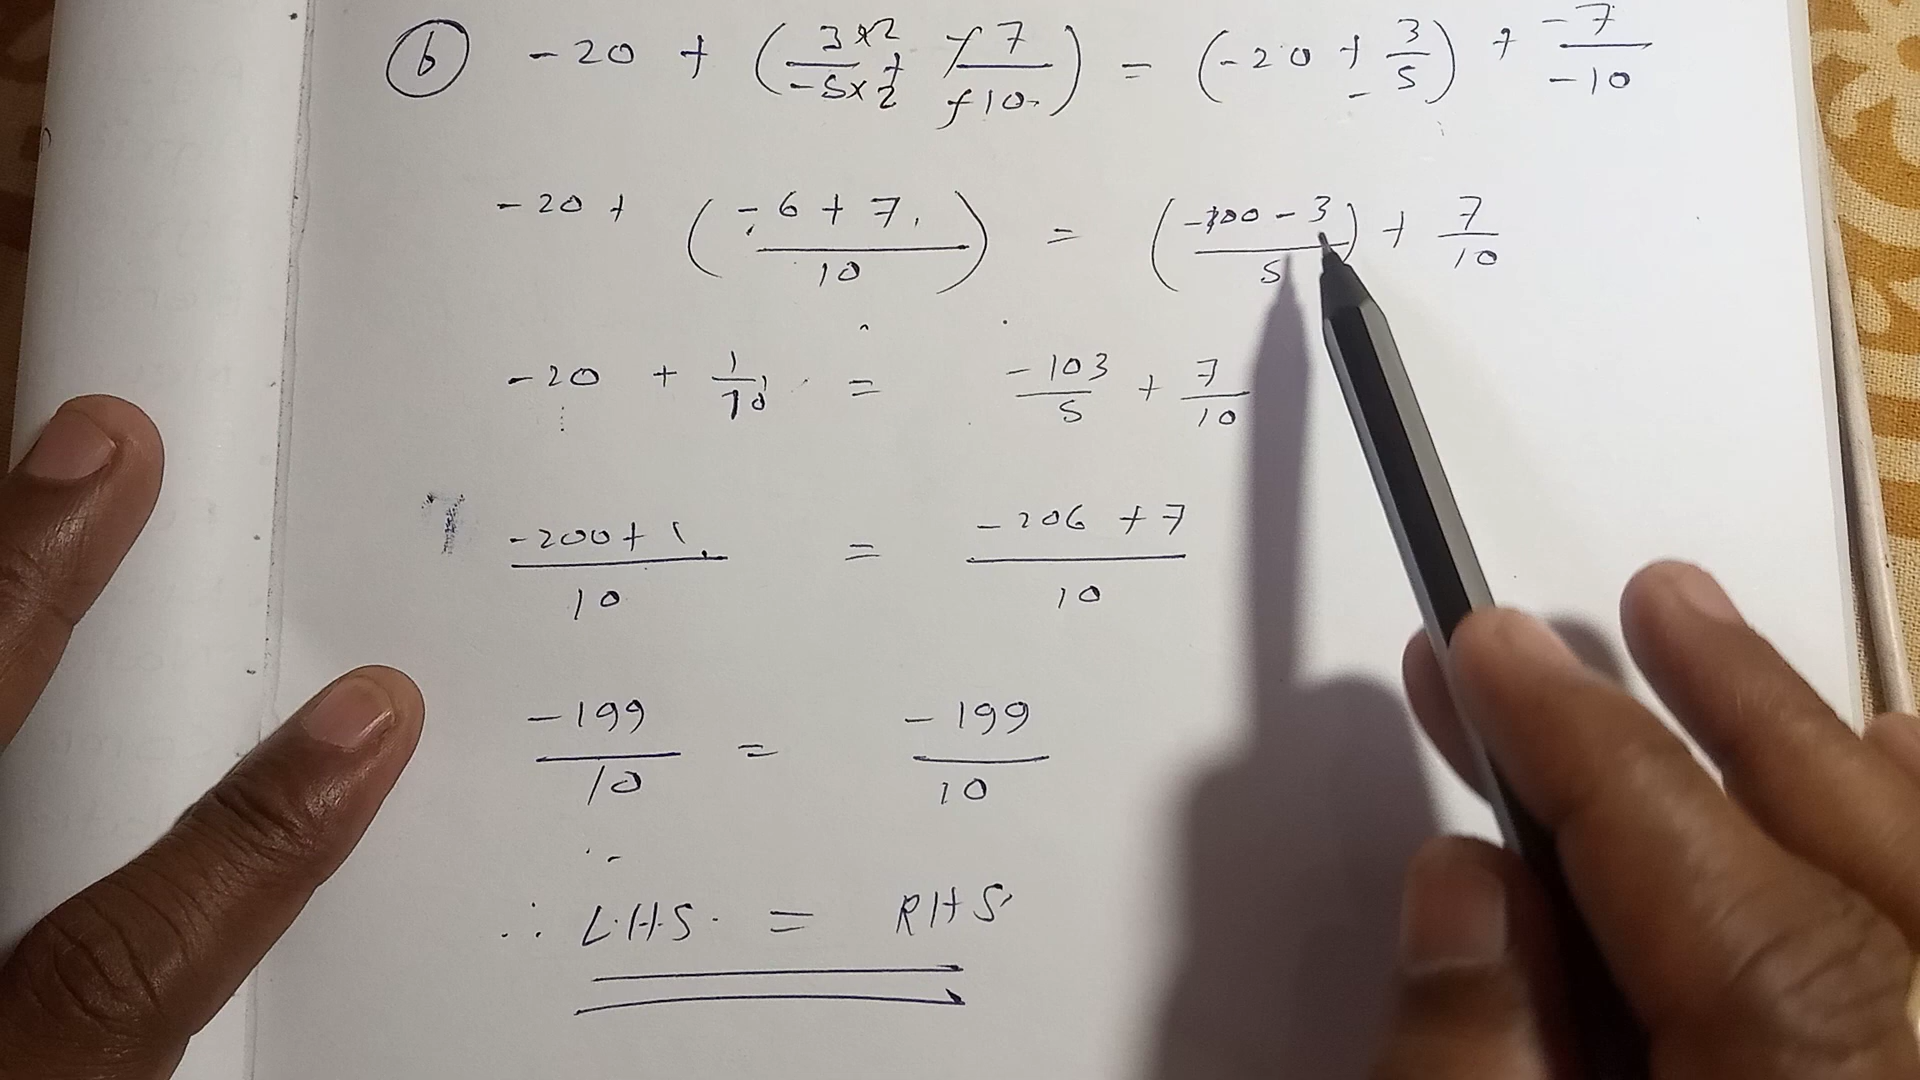 6 -20 + (3×2/-5×2 + -7/-10) = (-20 + 3/-5) + -7/-10
-20 + (-6 + 7/10) = (-100 - 3/5) + 7/10
-20 + 1/10 = -103/5 + 7/10
-200 + 1/10 = -206 + 7/10
-199/10 = -199/10
∴ L.H.S. = RHS